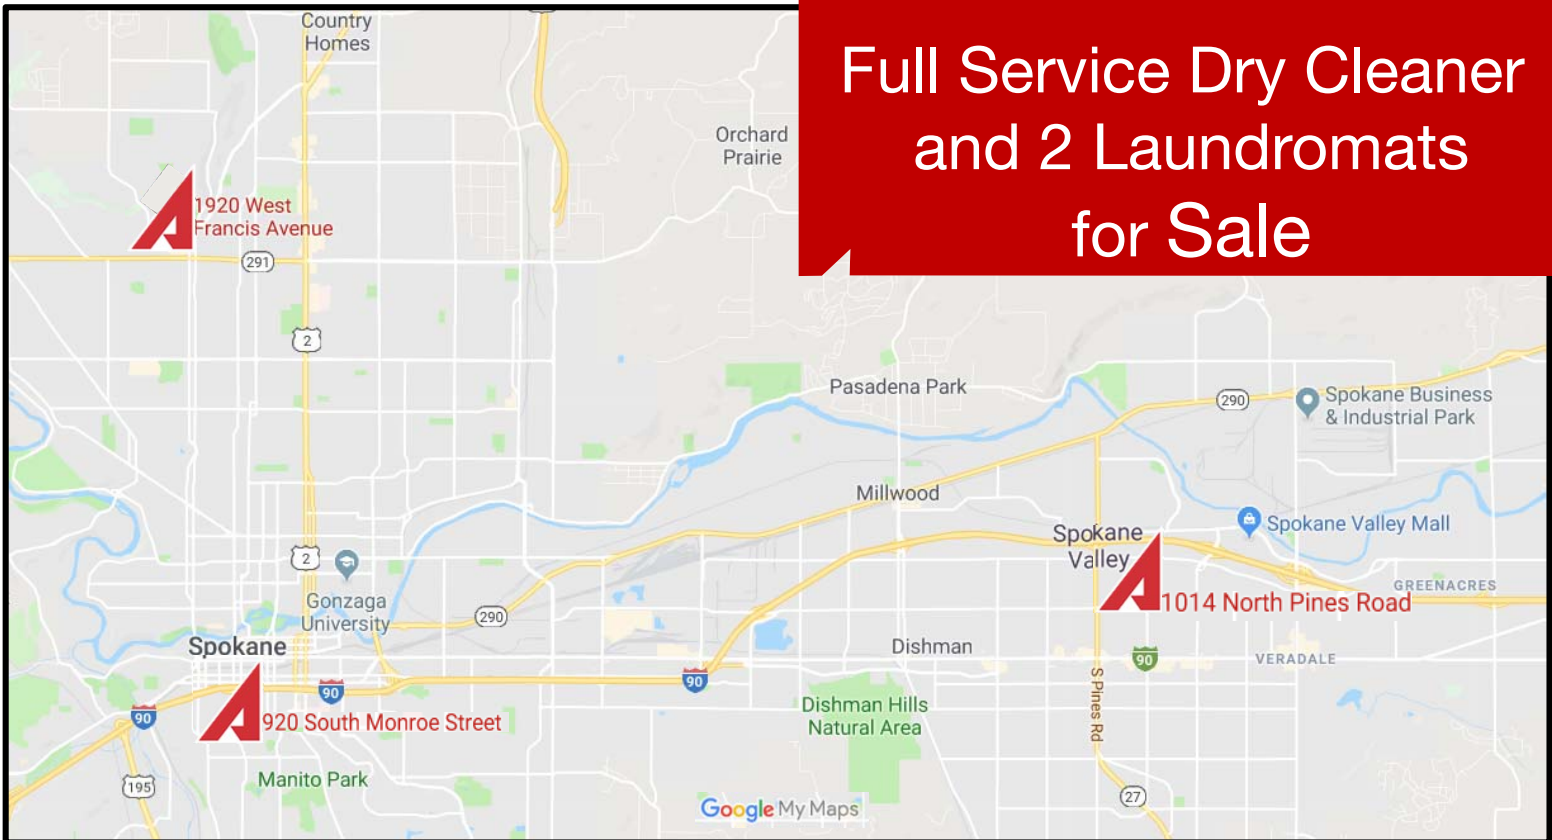 Full Service Dry Cleaner
and 2 Laundromats
for Sale
Country
Homes
Orchard
Prairie
1920 West
Francis Avenue
291
2
Pasadena Park
290
Spokane Business
& Industrial Park
Millwood
Spokane
Valley
Spokane Valley Mall
2
Gonzaga
University
290
GREENACRES
1014 North Pines Road
Spokane
Dishman
90
VERADALE
90
90
90
S Pines Rd
Dishman Hills
Natural Area
920 South Monroe Street
Manito Park
195
27
Google My Maps